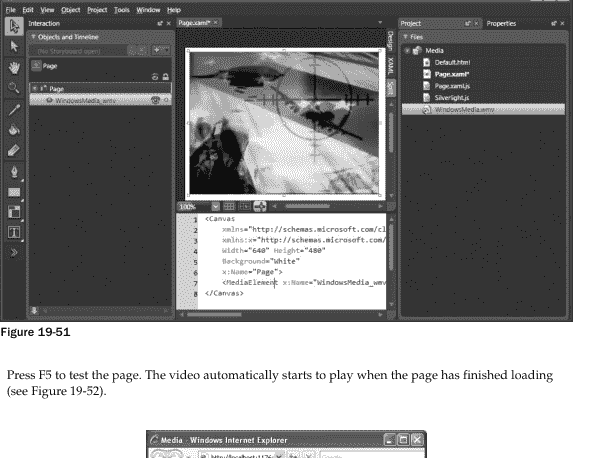 File Edit View Object Project Tools Window Help
Interaction
Objects and Timeline
(No Storyboard open)
Page
Page
WindowsMedia_wmv
Page.xaml*
Design
XAML
Split
100%
1 <Canvas
2 xmlns="http://schemas.microsoft.com/cl
3 xmlns:x="http://schemas.microsoft.com/
4 Width="640" Height="480"
5 Background="White"
6 x:Name="Page">
7 <MediaElement x:Name="WindowsMedia_wmv
8 </Canvas>
Project
Properties
Files
Media
Default.html
Page.xaml*
Page.xaml.js
Silverlight.js
WindowsMedia.wmv
Figure 19-51
Press F5 to test the page. The video automatically starts to play when the page has finished loading
(see Figure 19-52).
Media - Windows Internet Explorer